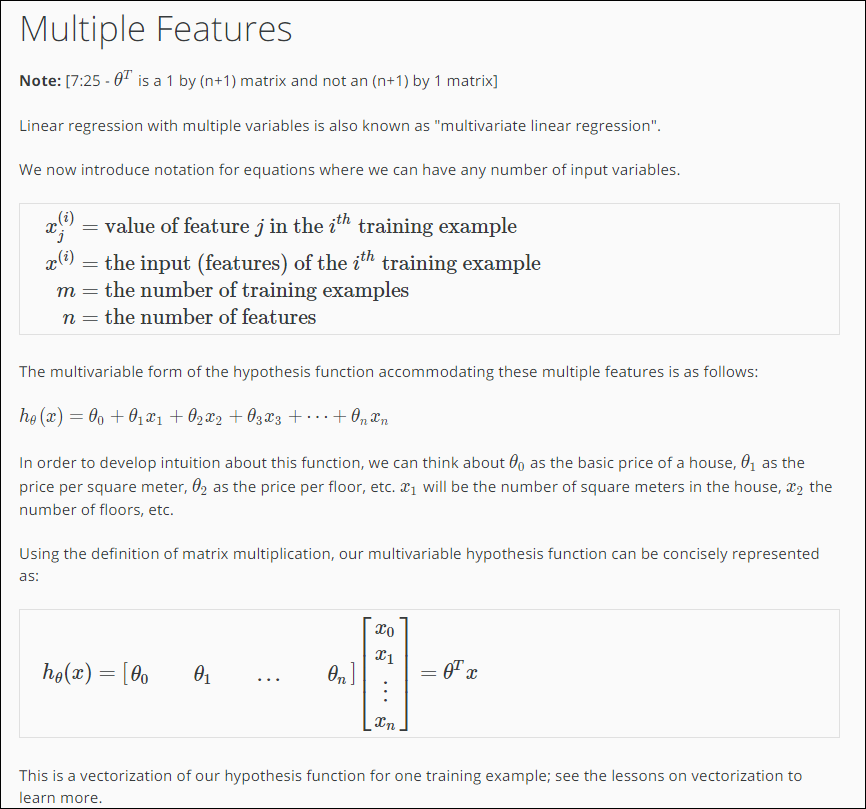 Multiple Features
Note: [7:25 - θ^T is a 1 by (n+1) matrix and not an (n+1) by 1 matrix]
Linear regression with multiple variables is also known as "multivariate linear regression".
We now introduce notation for equations where we can have any number of input variables.
x_j^(i) = value of feature j in the i^th training example
x^(i) = the input (features) of the i^th training example
m = the number of training examples
n = the number of features
The multivariable form of the hypothesis function accommodating these multiple features is as follows:
h_θ(x) = θ_0 + θ_1x_1 + θ_2x_2 + θ_3x_3 + ⋯ + θ_nx_n
In order to develop intuition about this function, we can think about θ_0 as the basic price of a house, θ_1 as the
price per square meter, θ_2 as the price per floor, etc. x_1 will be the number of square meters in the house, x_2 the
number of floors, etc.
Using the definition of matrix multiplication, our multivariable hypothesis function can be concisely represented
as:
h_θ(x) = [θ_0 θ_1 ... θ_n] [x_0 x_1 ⋮ x_n] = θ^T x
This is a vectorization of our hypothesis function for one training example; see the lessons on vectorization to
learn more.